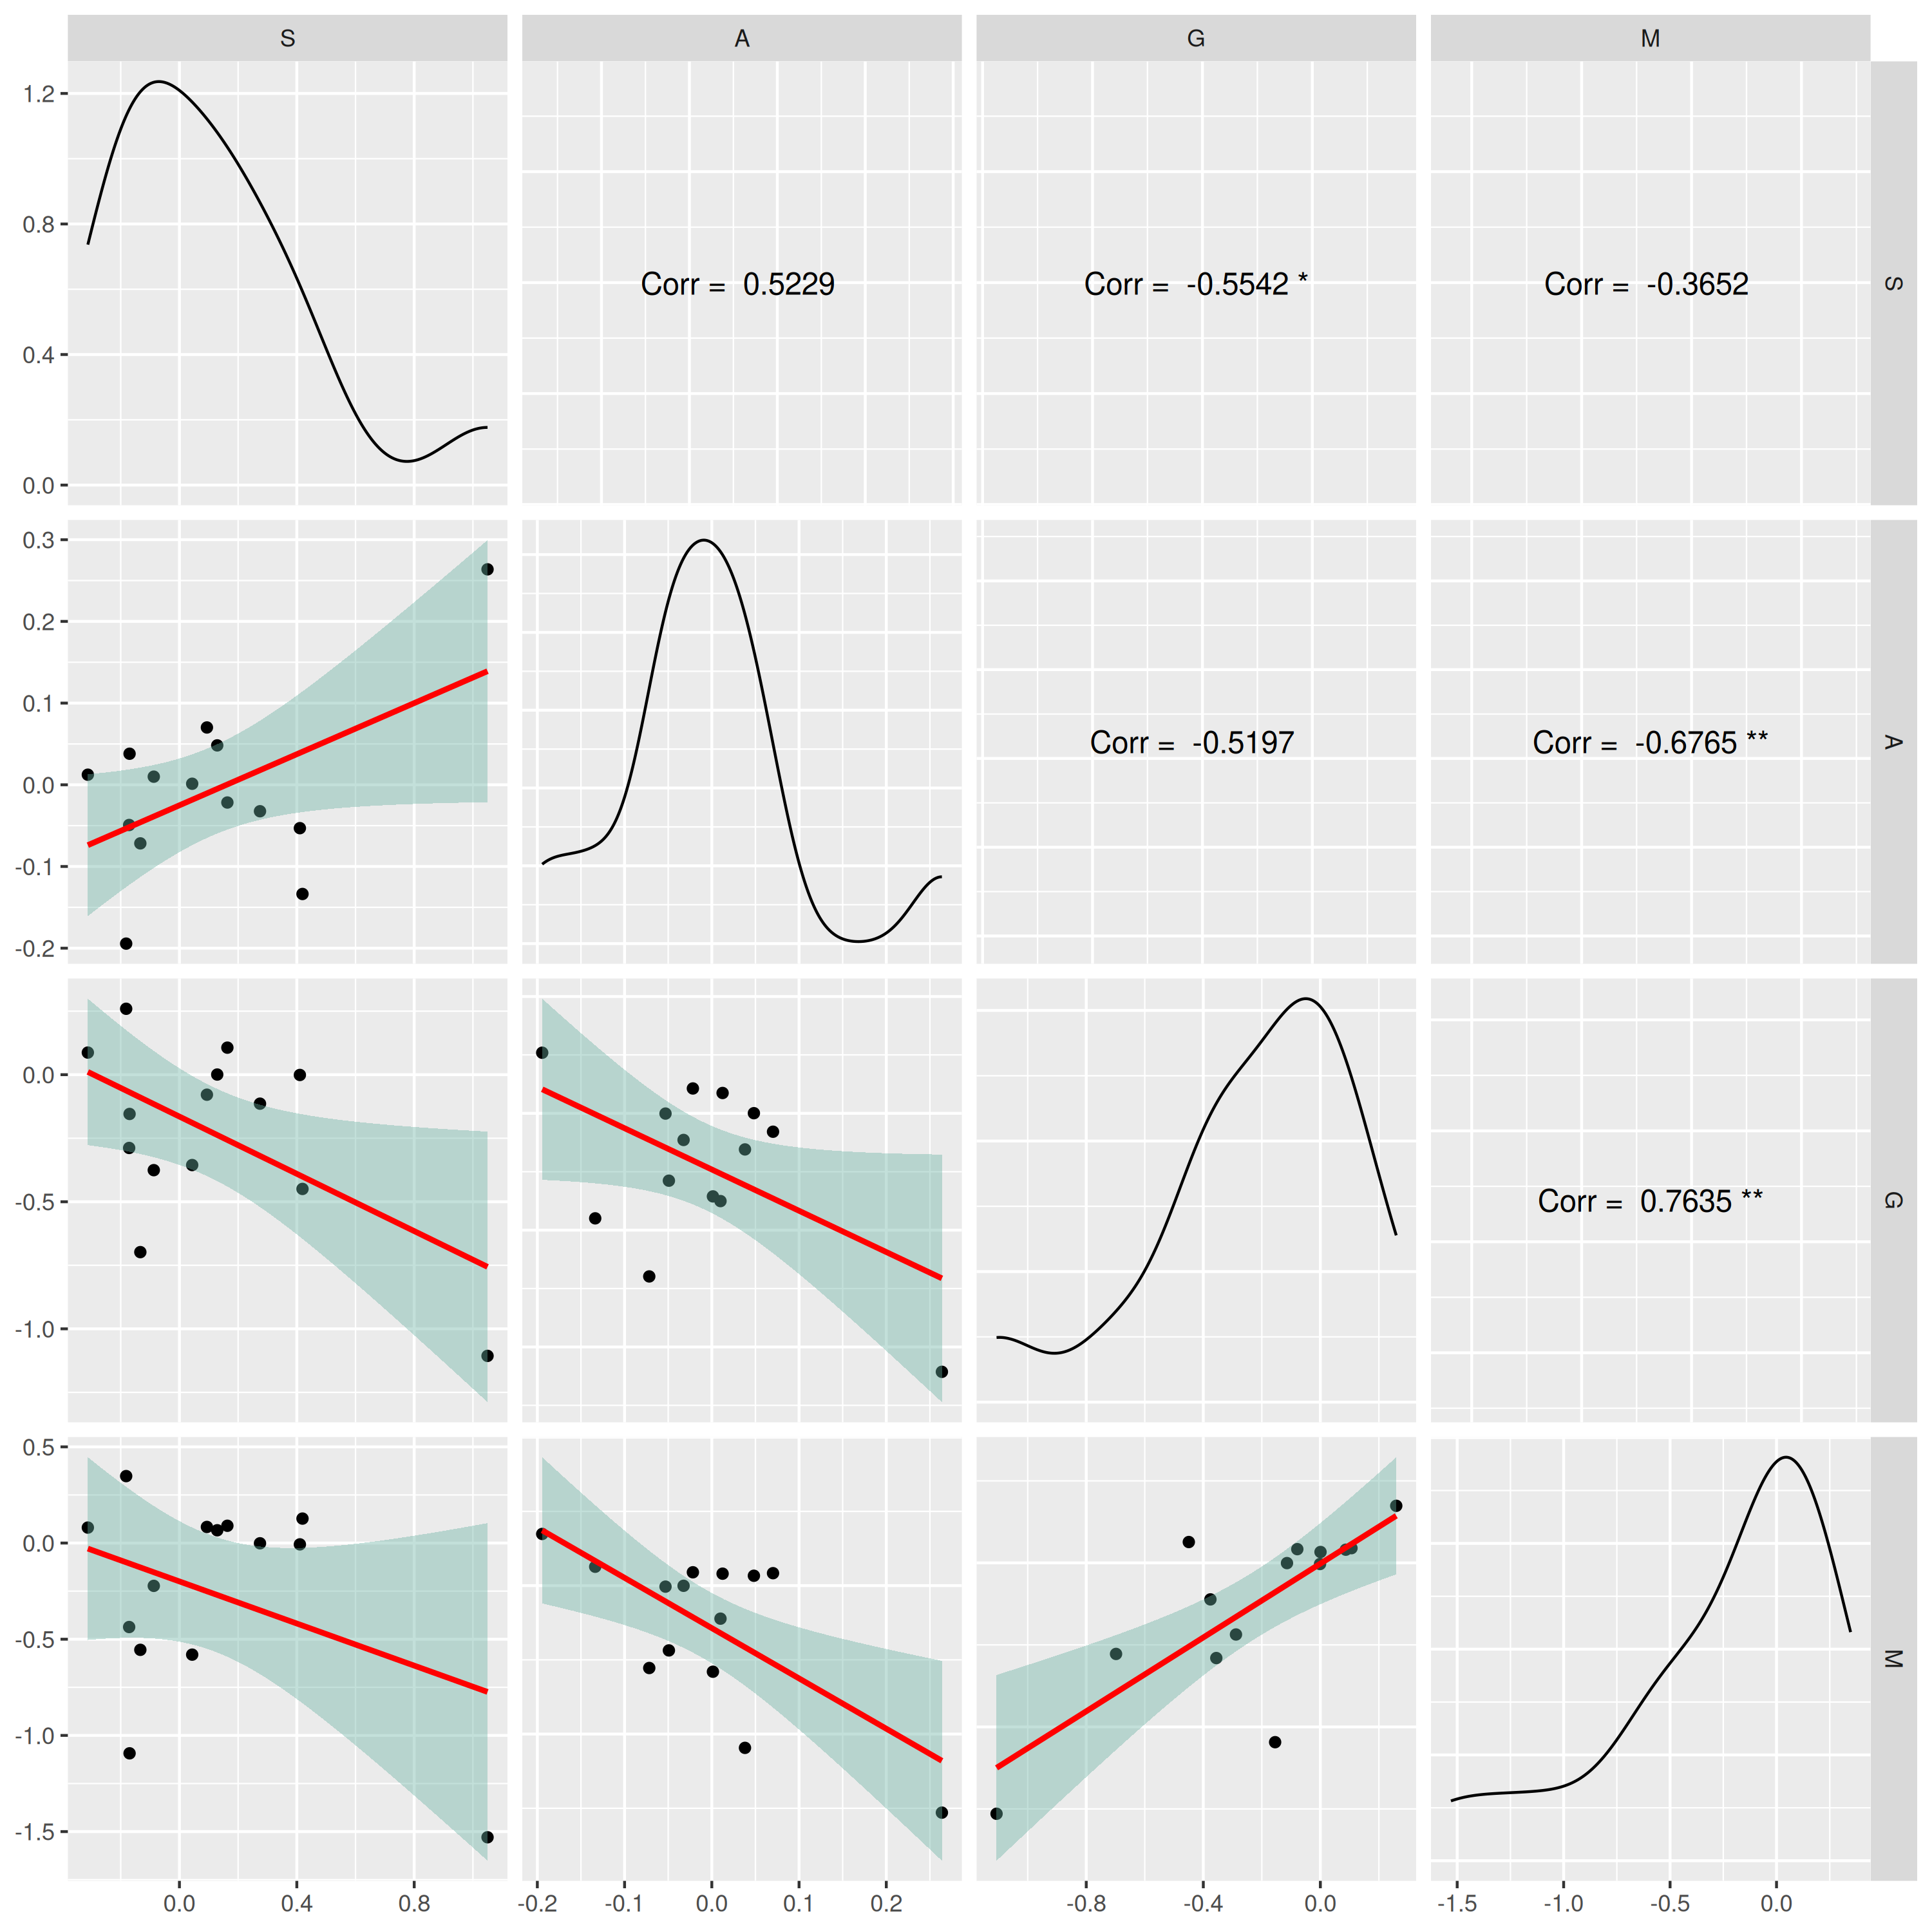 S A G M
1.2
0.8
0.4
0.0
Corr = 0.5229
Corr = -0.5542 *
Corr = -0.3652
S
0.3
0.2
0.1
0.0
-0.1
-0.2
Corr = -0.5197
Corr = -0.6765 **
A
0.0
-0.5
-1.0
Corr = 0.7635 **
G
0.5
0.0
-0.5
-1.0
-1.5
M
0.0 0.4 0.8
-0.2 -0.1 0.0 0.1 0.2
-0.8 -0.4 0.0
-1.5 -1.0 -0.5 0.0